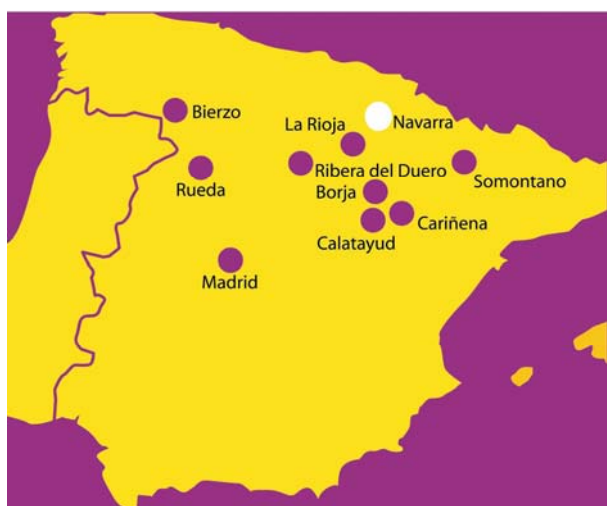 Bierzo
La Rioja
Navarra
Ribera del Duero
Rueda
Somontano
Borja
Cariñena
Calatayud
Madrid